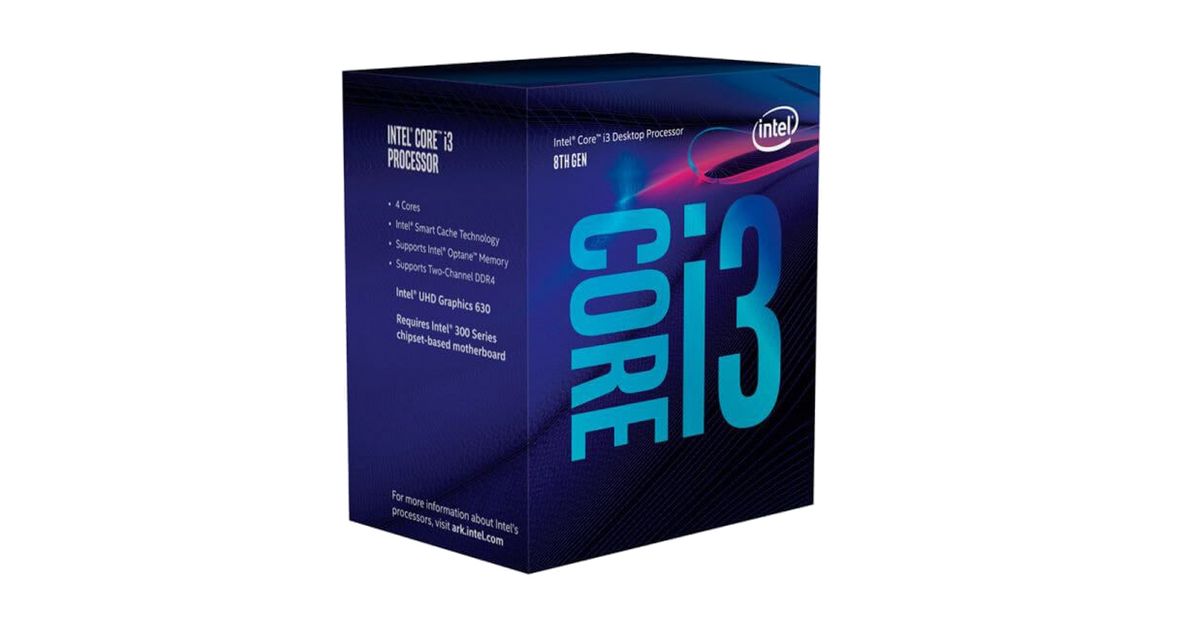 INTEL® CORE™ i3
PROCESSOR
• 4 Cores
• Intel® Smart Cache Technology
• Supports Intel® Optane™ Memory
• Supports Two-Channel DDR4
Intel® UHD Graphics 630
Requires Intel® 300 Series
chipset-based motherboard
For more information about Intel's
processors, visit ark.intel.com
Intel® Core™ i3 Desktop Processor
8TH GEN
intel®
CORE
i3